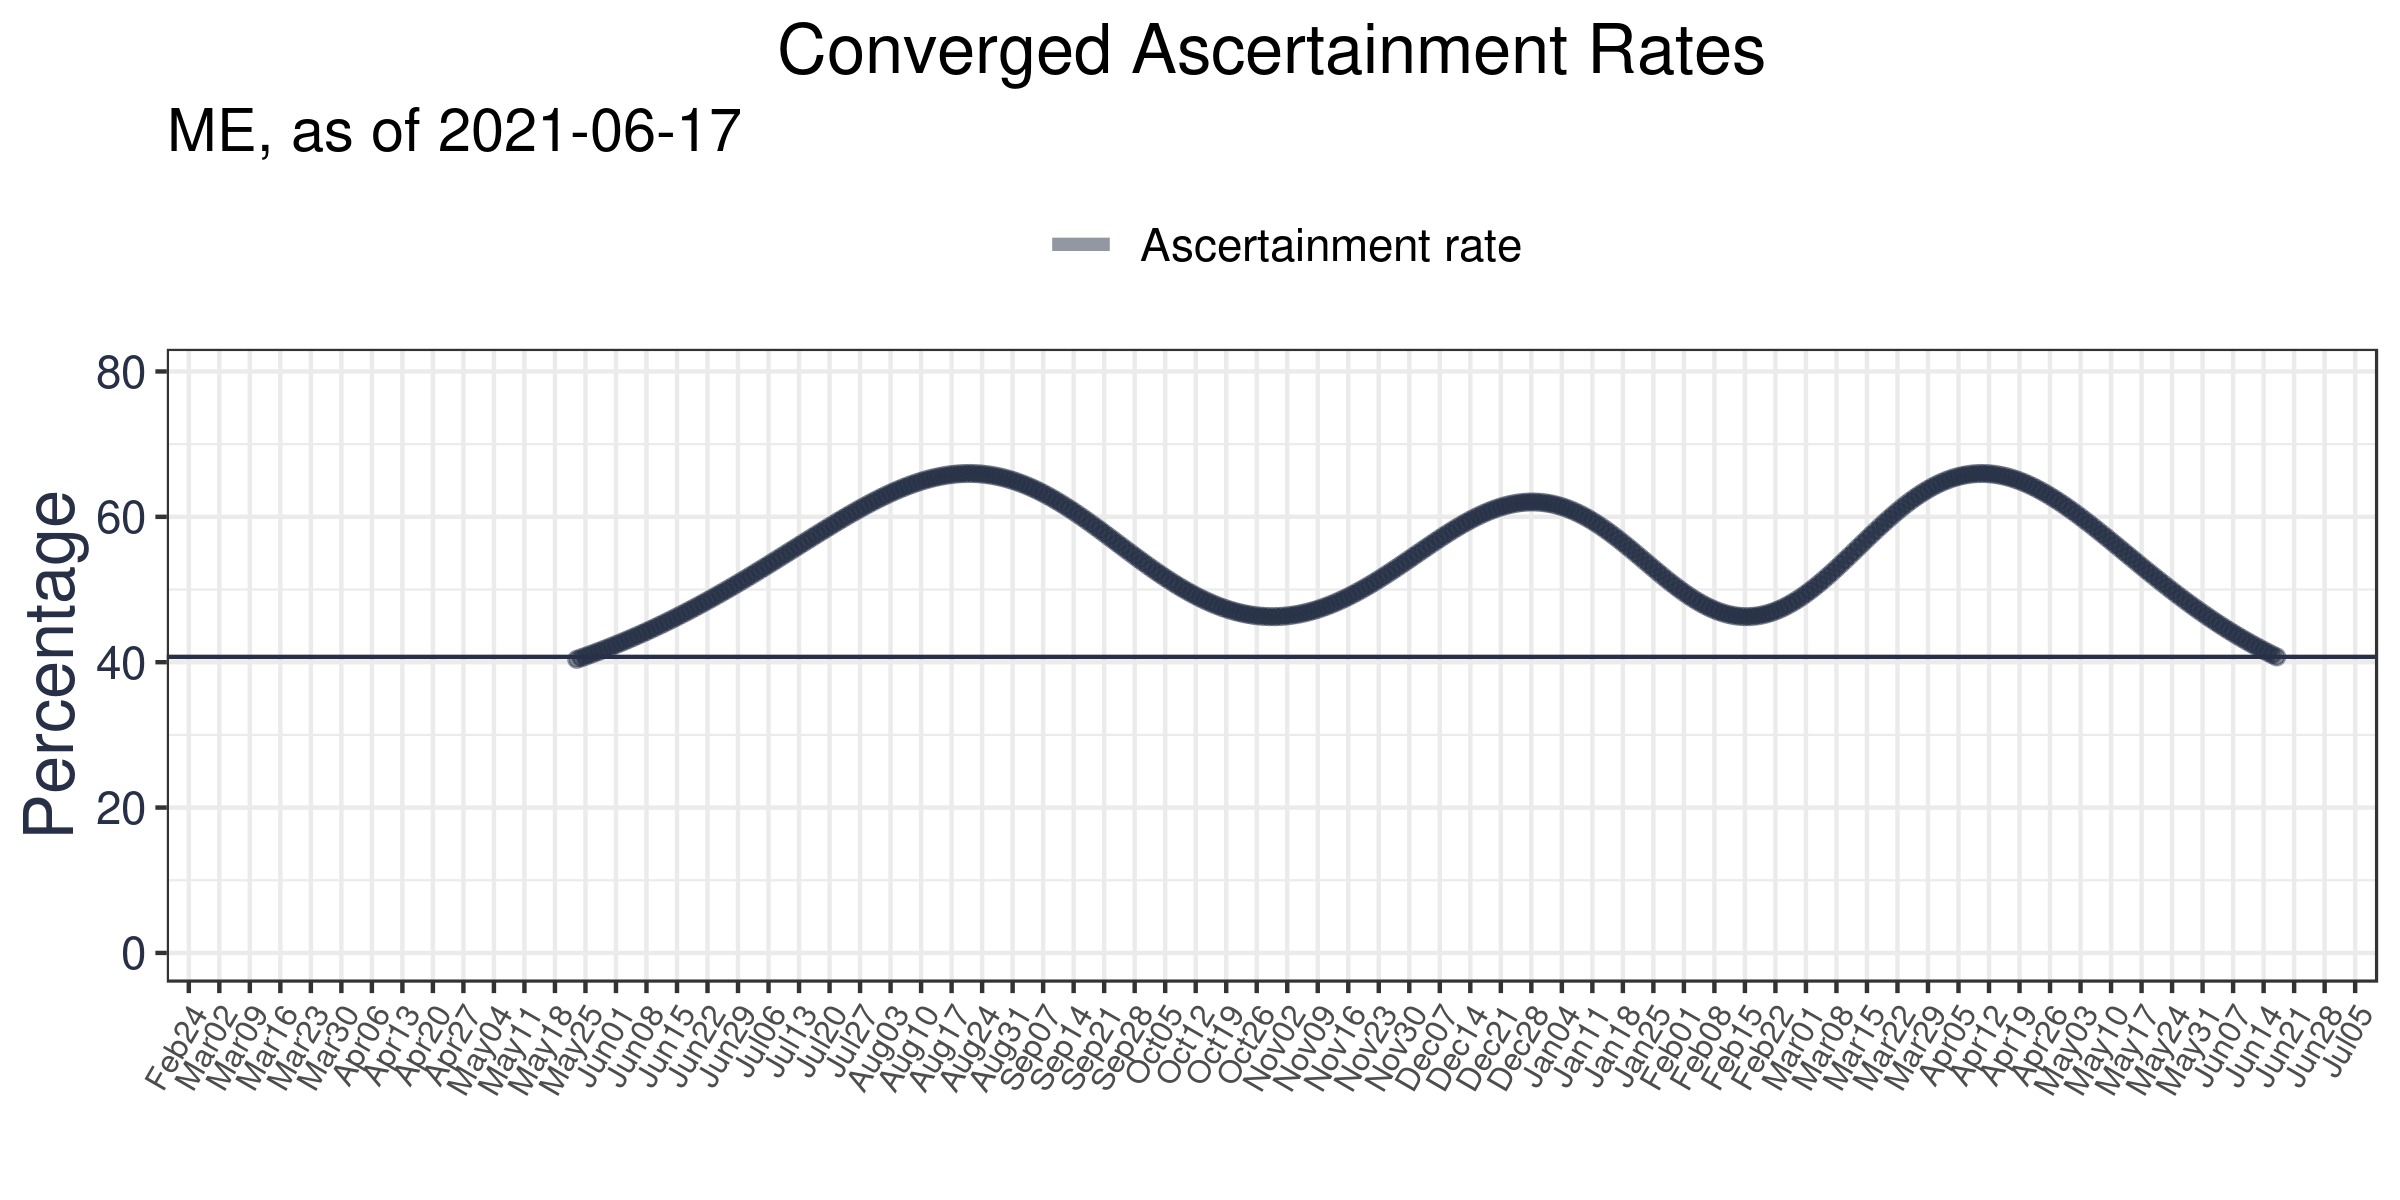 Converged Ascertainment Rates
ME, as of 2021-06-17
Ascertainment rate
Percentage
80
60
40
20
0
Feb24 Mar02 Mar09 Mar16 Mar23 Mar30 Apr06 Apr13 Apr20 Apr27 May04 May11 May18 May25 Jun01 Jun08 Jun15 Jun22 Jun29 Jul06 Jul13 Jul20 Jul27 Aug03 Aug10 Aug17 Aug24 Aug31 Sep07 Sep14 Sep21 Sep28 Oct05 Oct12 Oct19 Oct26 Nov02 Nov09 Nov16 Nov23 Nov30 Dec07 Dec14 Dec21 Dec28 Jan04 Jan11 Jan18 Jan25 Feb01 Feb08 Feb15 Feb22 Mar01 Mar08 Mar15 Mar22 Mar29 Apr05 Apr12 Apr19 Apr26 May03 May10 May17 May24 May31 Jun07 Jun14 Jun21 Jun28 Jul05